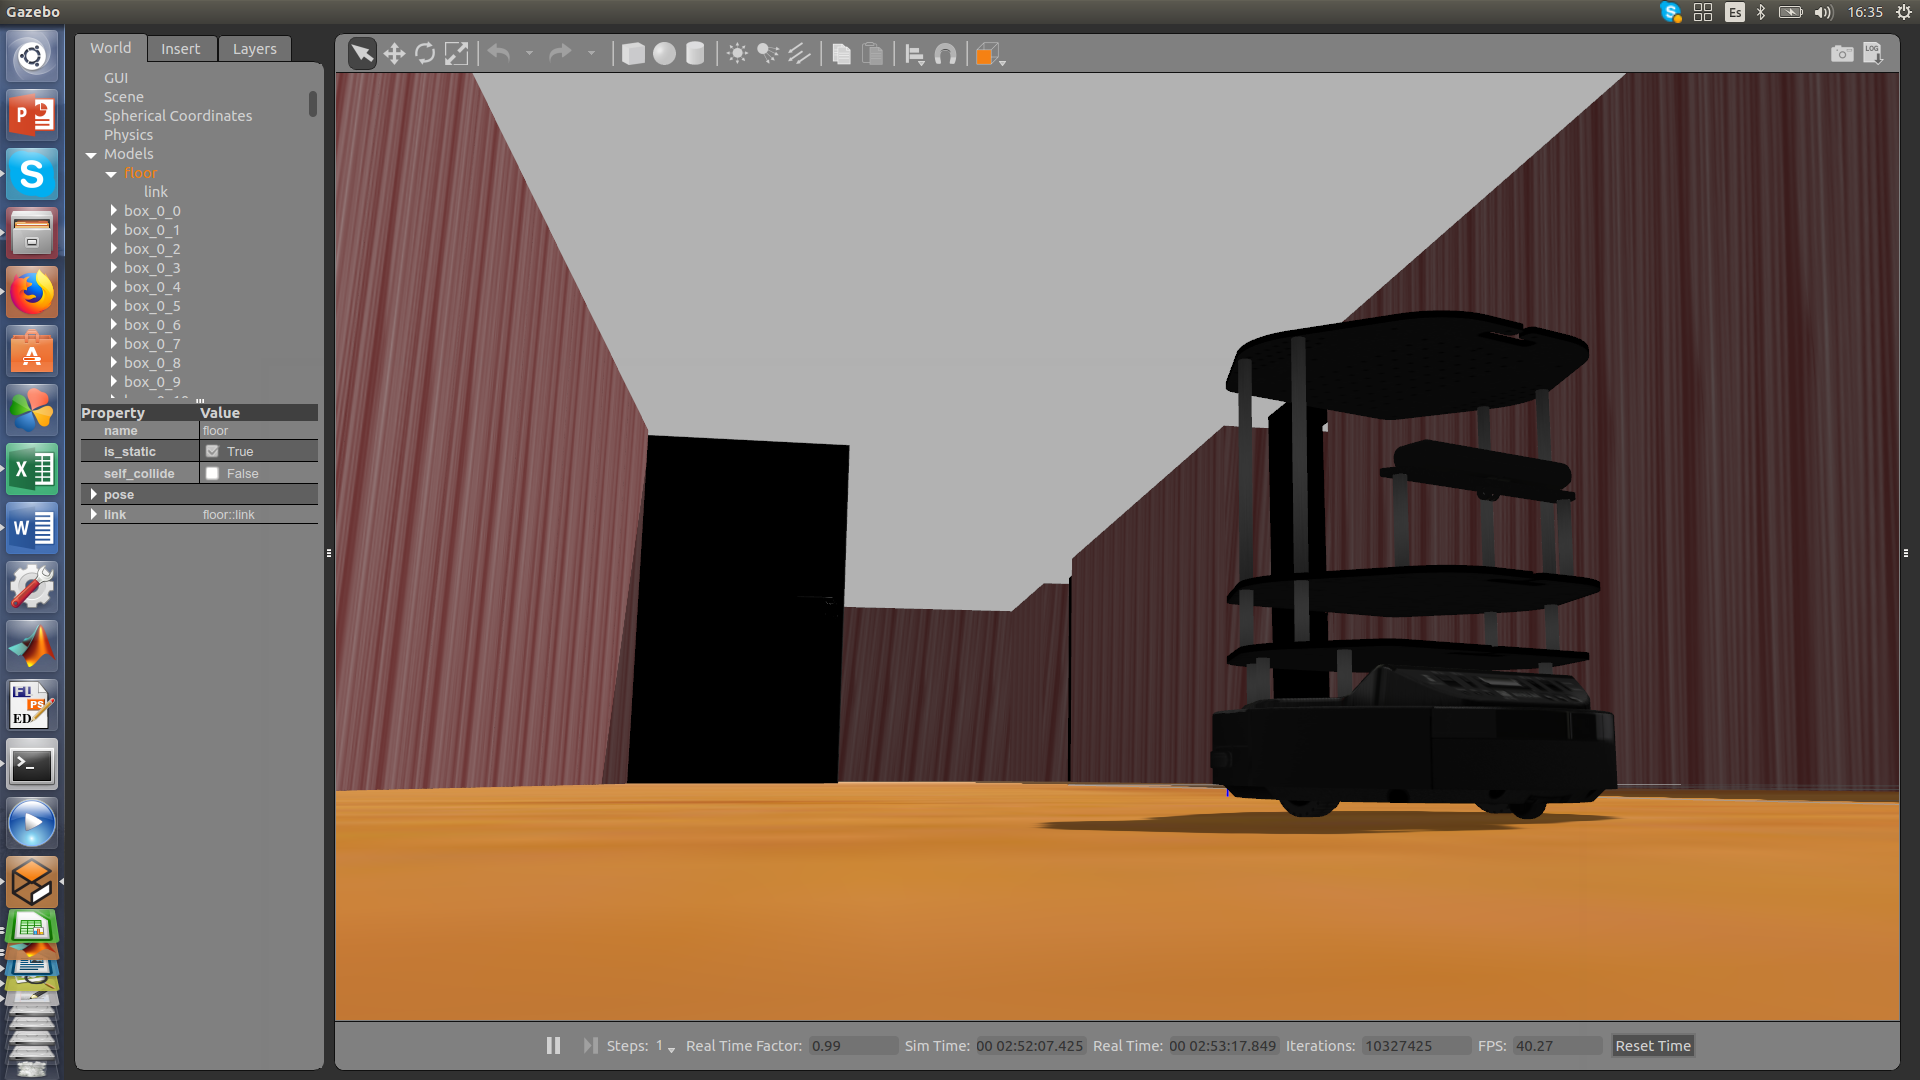 Gazebo
Es
16:35
World Insert Layers
LOG
GUI
Scene
Spherical Coordinates
Physics
Models
floor
link
box_0_0
box_0_1
box_0_2
box_0_3
box_0_4
box_0_5
box_0_6
box_0_7
box_0_8
box_0_9
Property Value
name floor
is_static True
self_collide False
pose
link floor::link
Steps: 1 Real Time Factor: 0.99 Sim Time: 00 02:52:07.425 Real Time: 00 02:53:17.849 Iterations: 10327425 FPS: 40.27 Reset Time